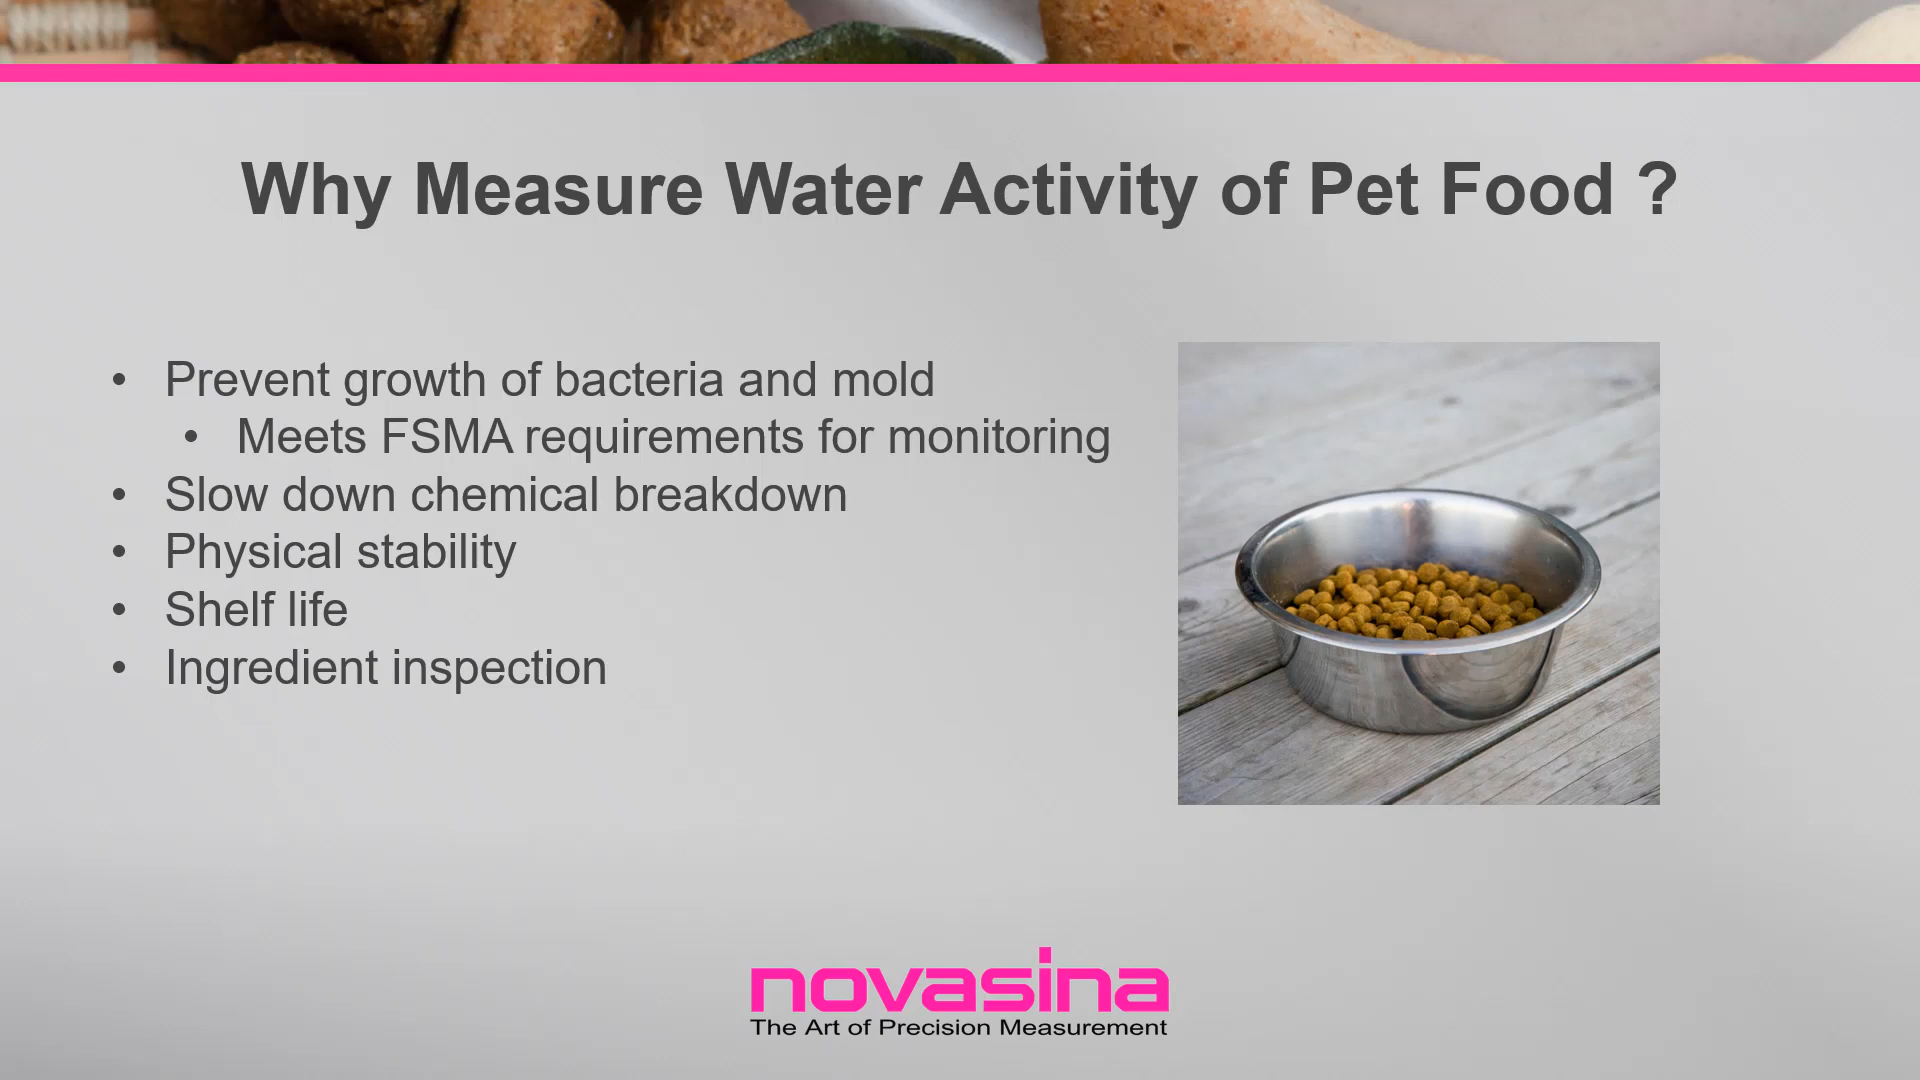 Why Measure Water Activity of Pet Food ?
• Prevent growth of bacteria and mold
• Meets FSMA requirements for monitoring
• Slow down chemical breakdown
• Physical stability
• Shelf life
• Ingredient inspection
novasina
The Art of Precision Measurement